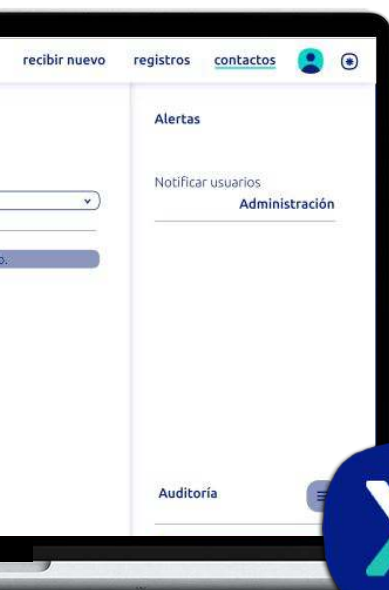 recibir nuevo registros contactos
Alertas
Notificar usuarios
Administración
Auditoría